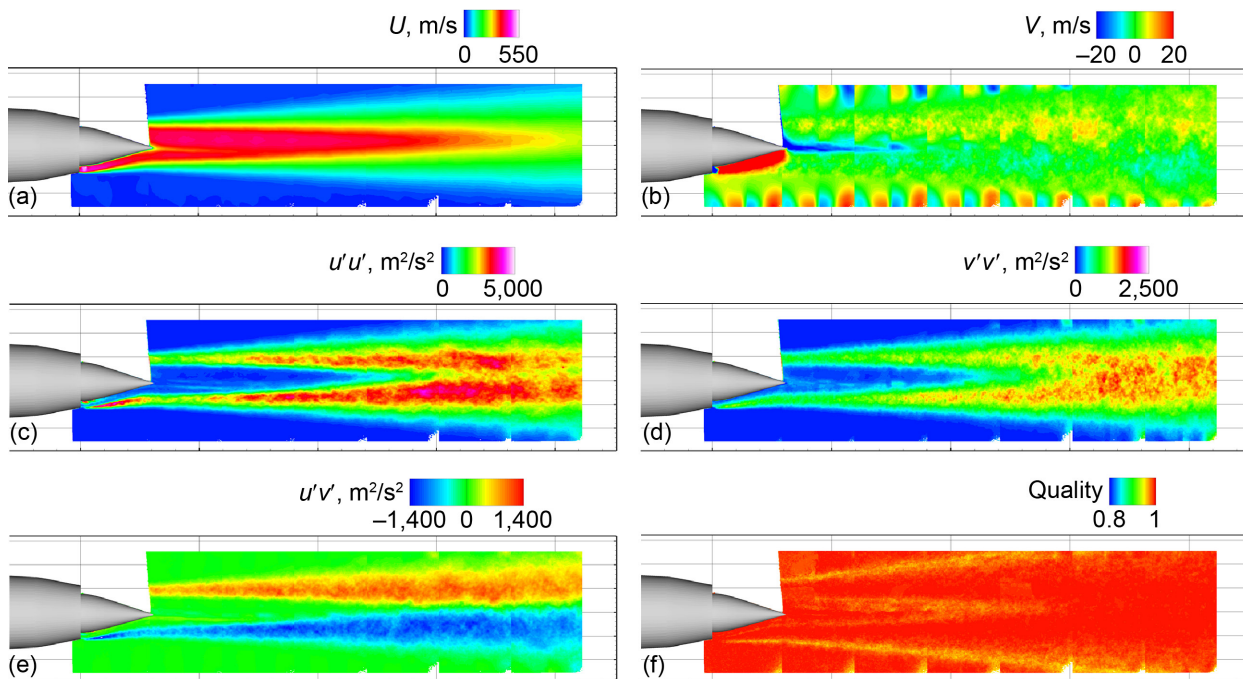 U, m/s
0 550
(a)
V, m/s
–20 0 20
(b)
u′u′, m²/s²
0 5,000
(c)
v′v′, m²/s²
0 2,500
(d)
u′v′, m²/s²
–1,400 0 1,400
(e)
Quality
0.8 1
(f)